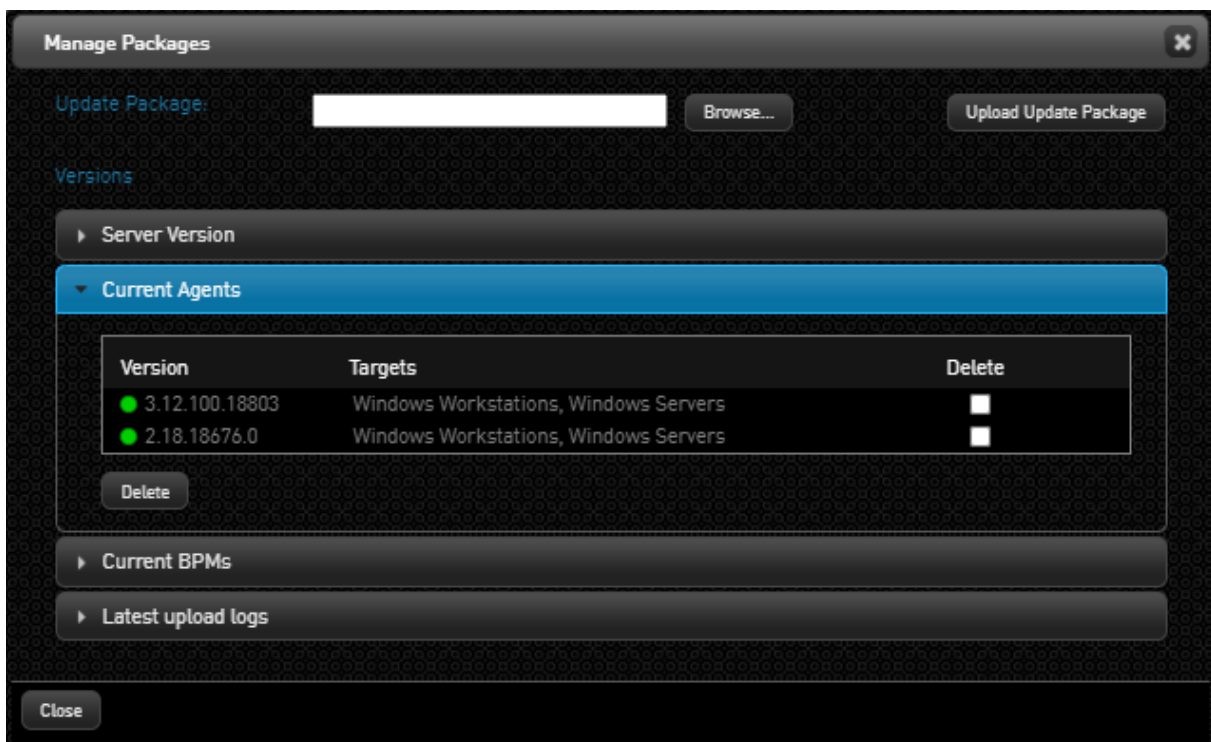 Manage Packages
Update Package: Browse... Upload Update Package
Versions
Server Version
Current Agents
Version Targets Delete
3.12.100.18803 Windows Workstations, Windows Servers
2.18.18676.0 Windows Workstations, Windows Servers
Delete
Current BPMs
Latest upload logs
Close